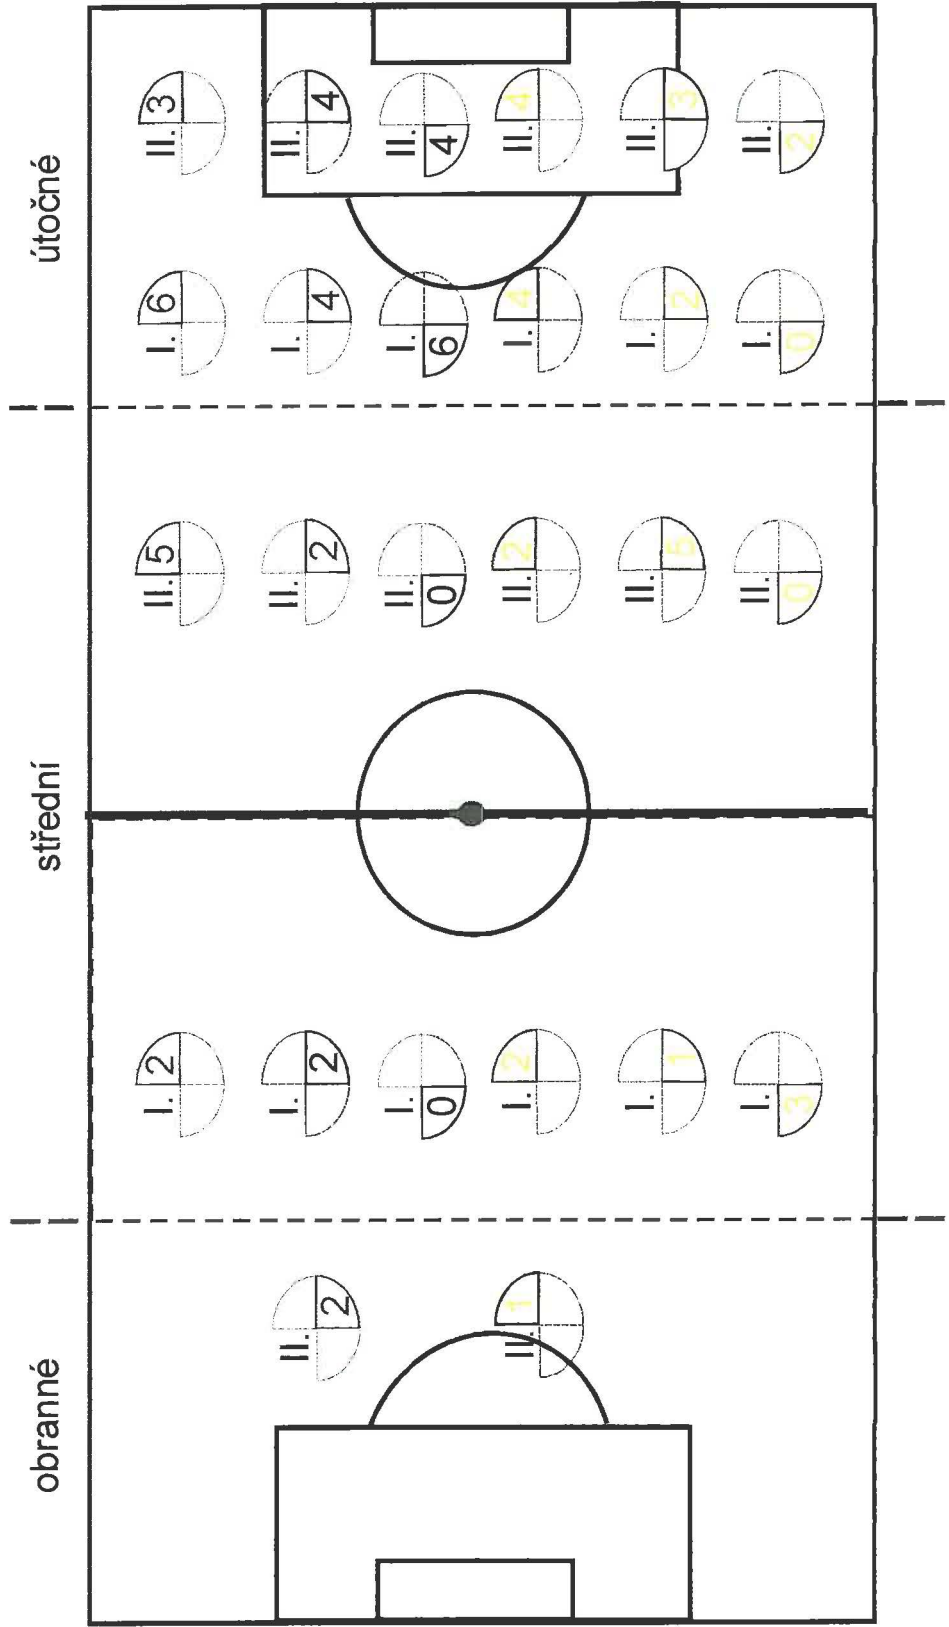 obranné střední útočné
I. 2 II. 5 I. 6 II. 3
II. 2 I. 2 II. 2 I. 4 II. 4
I. 0 II. 0 I. 6 II. 4
II. 1 I. 2 II. 2 I. 4 II. 4
I. 1 II. 5 I. 2 II. 3
I. 3 II. 0 I. 0 II. 2